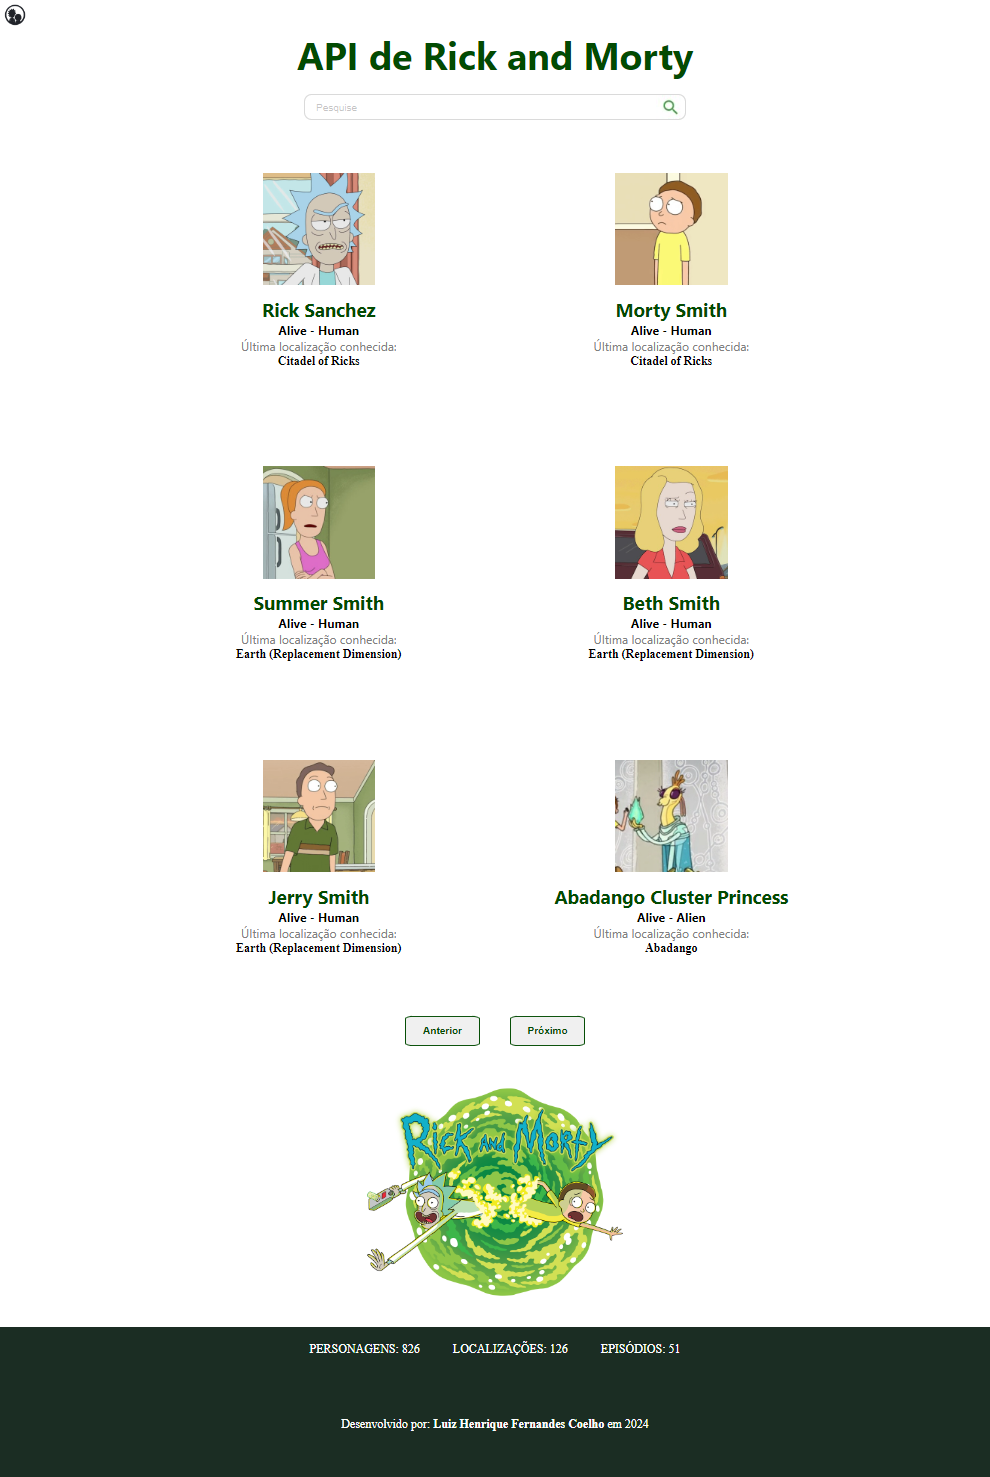 API de Rick and Morty
Pesquise
Rick Sanchez
Alive - Human
Última localização conhecida:
Citadel of Ricks
Morty Smith
Alive - Human
Última localização conhecida:
Citadel of Ricks
Summer Smith
Alive - Human
Última localização conhecida:
Earth (Replacement Dimension)
Beth Smith
Alive - Human
Última localização conhecida:
Earth (Replacement Dimension)
Jerry Smith
Alive - Human
Última localização conhecida:
Earth (Replacement Dimension)
Abadango Cluster Princess
Alive - Alien
Última localização conhecida:
Abadango
Anterior
Próximo
Rick and Morty
PERSONAGENS: 826 LOCALIZAÇÕES: 126 EPISÓDIOS: 51
Desenvolvido por: Luiz Henrique Fernandes Coelho em 2024